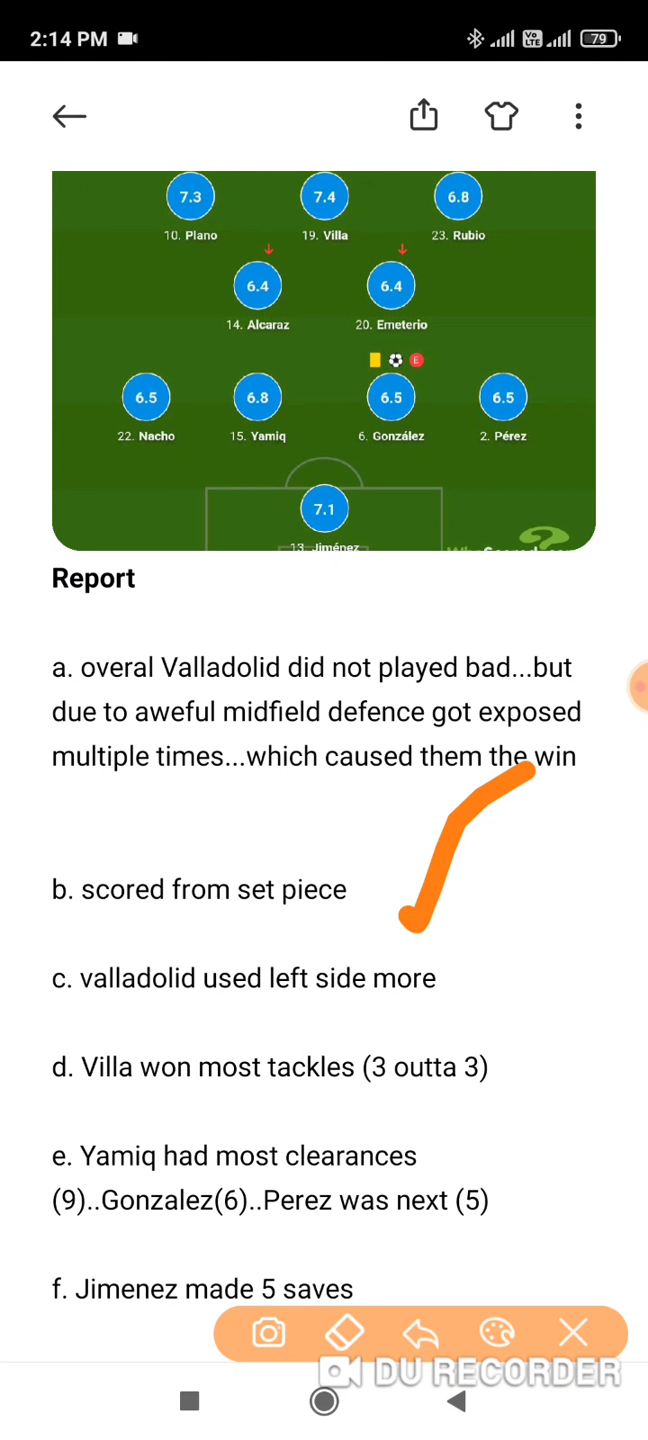 2:14 PM
Vo LTE 79
7.3 7.4 6.8
10. Plano 19. Villa 23. Rubio
6.4 6.4
14. Alcaraz 20. Emeterio
E
6.5 6.8 6.5 6.5
22. Nacho 15. Yamiq 6. González 2. Pérez
7.1
13. Jiménez
Report
a. overal Valladolid did not played bad...but
due to aweful midfield defence got exposed
multiple times...which caused them the win
b. scored from set piece
c. valladolid used left side more
d. Villa won most tackles (3 outta 3)
e. Yamiq had most clearances
(9)..Gonzalez(6)..Perez was next (5)
f. Jimenez made 5 saves
DU RECORDER